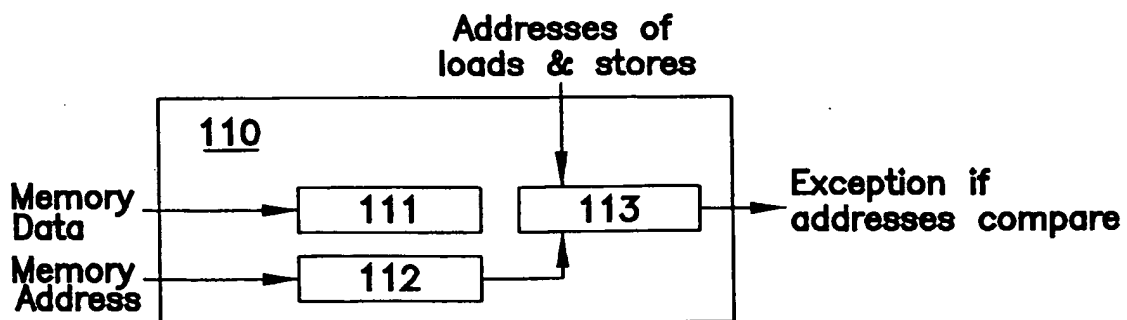 Addresses of
loads & stores
110
Memory
Data
111
113
Exception if
addresses compare
Memory
Address
112